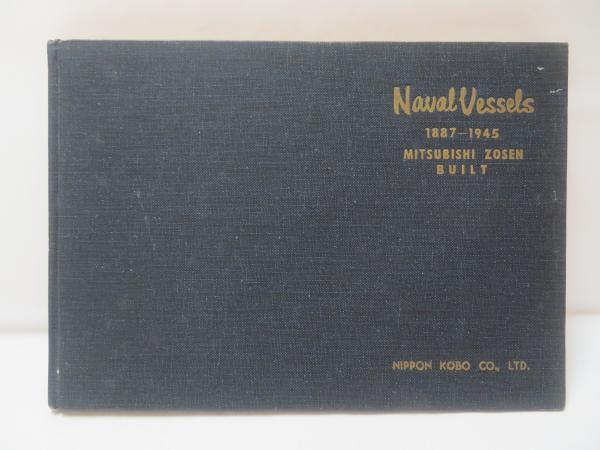 Naval Vessels
1887-1945
MITSUBISHI ZOSEN
BUILT
NIPPON KOBO CO., LTD.